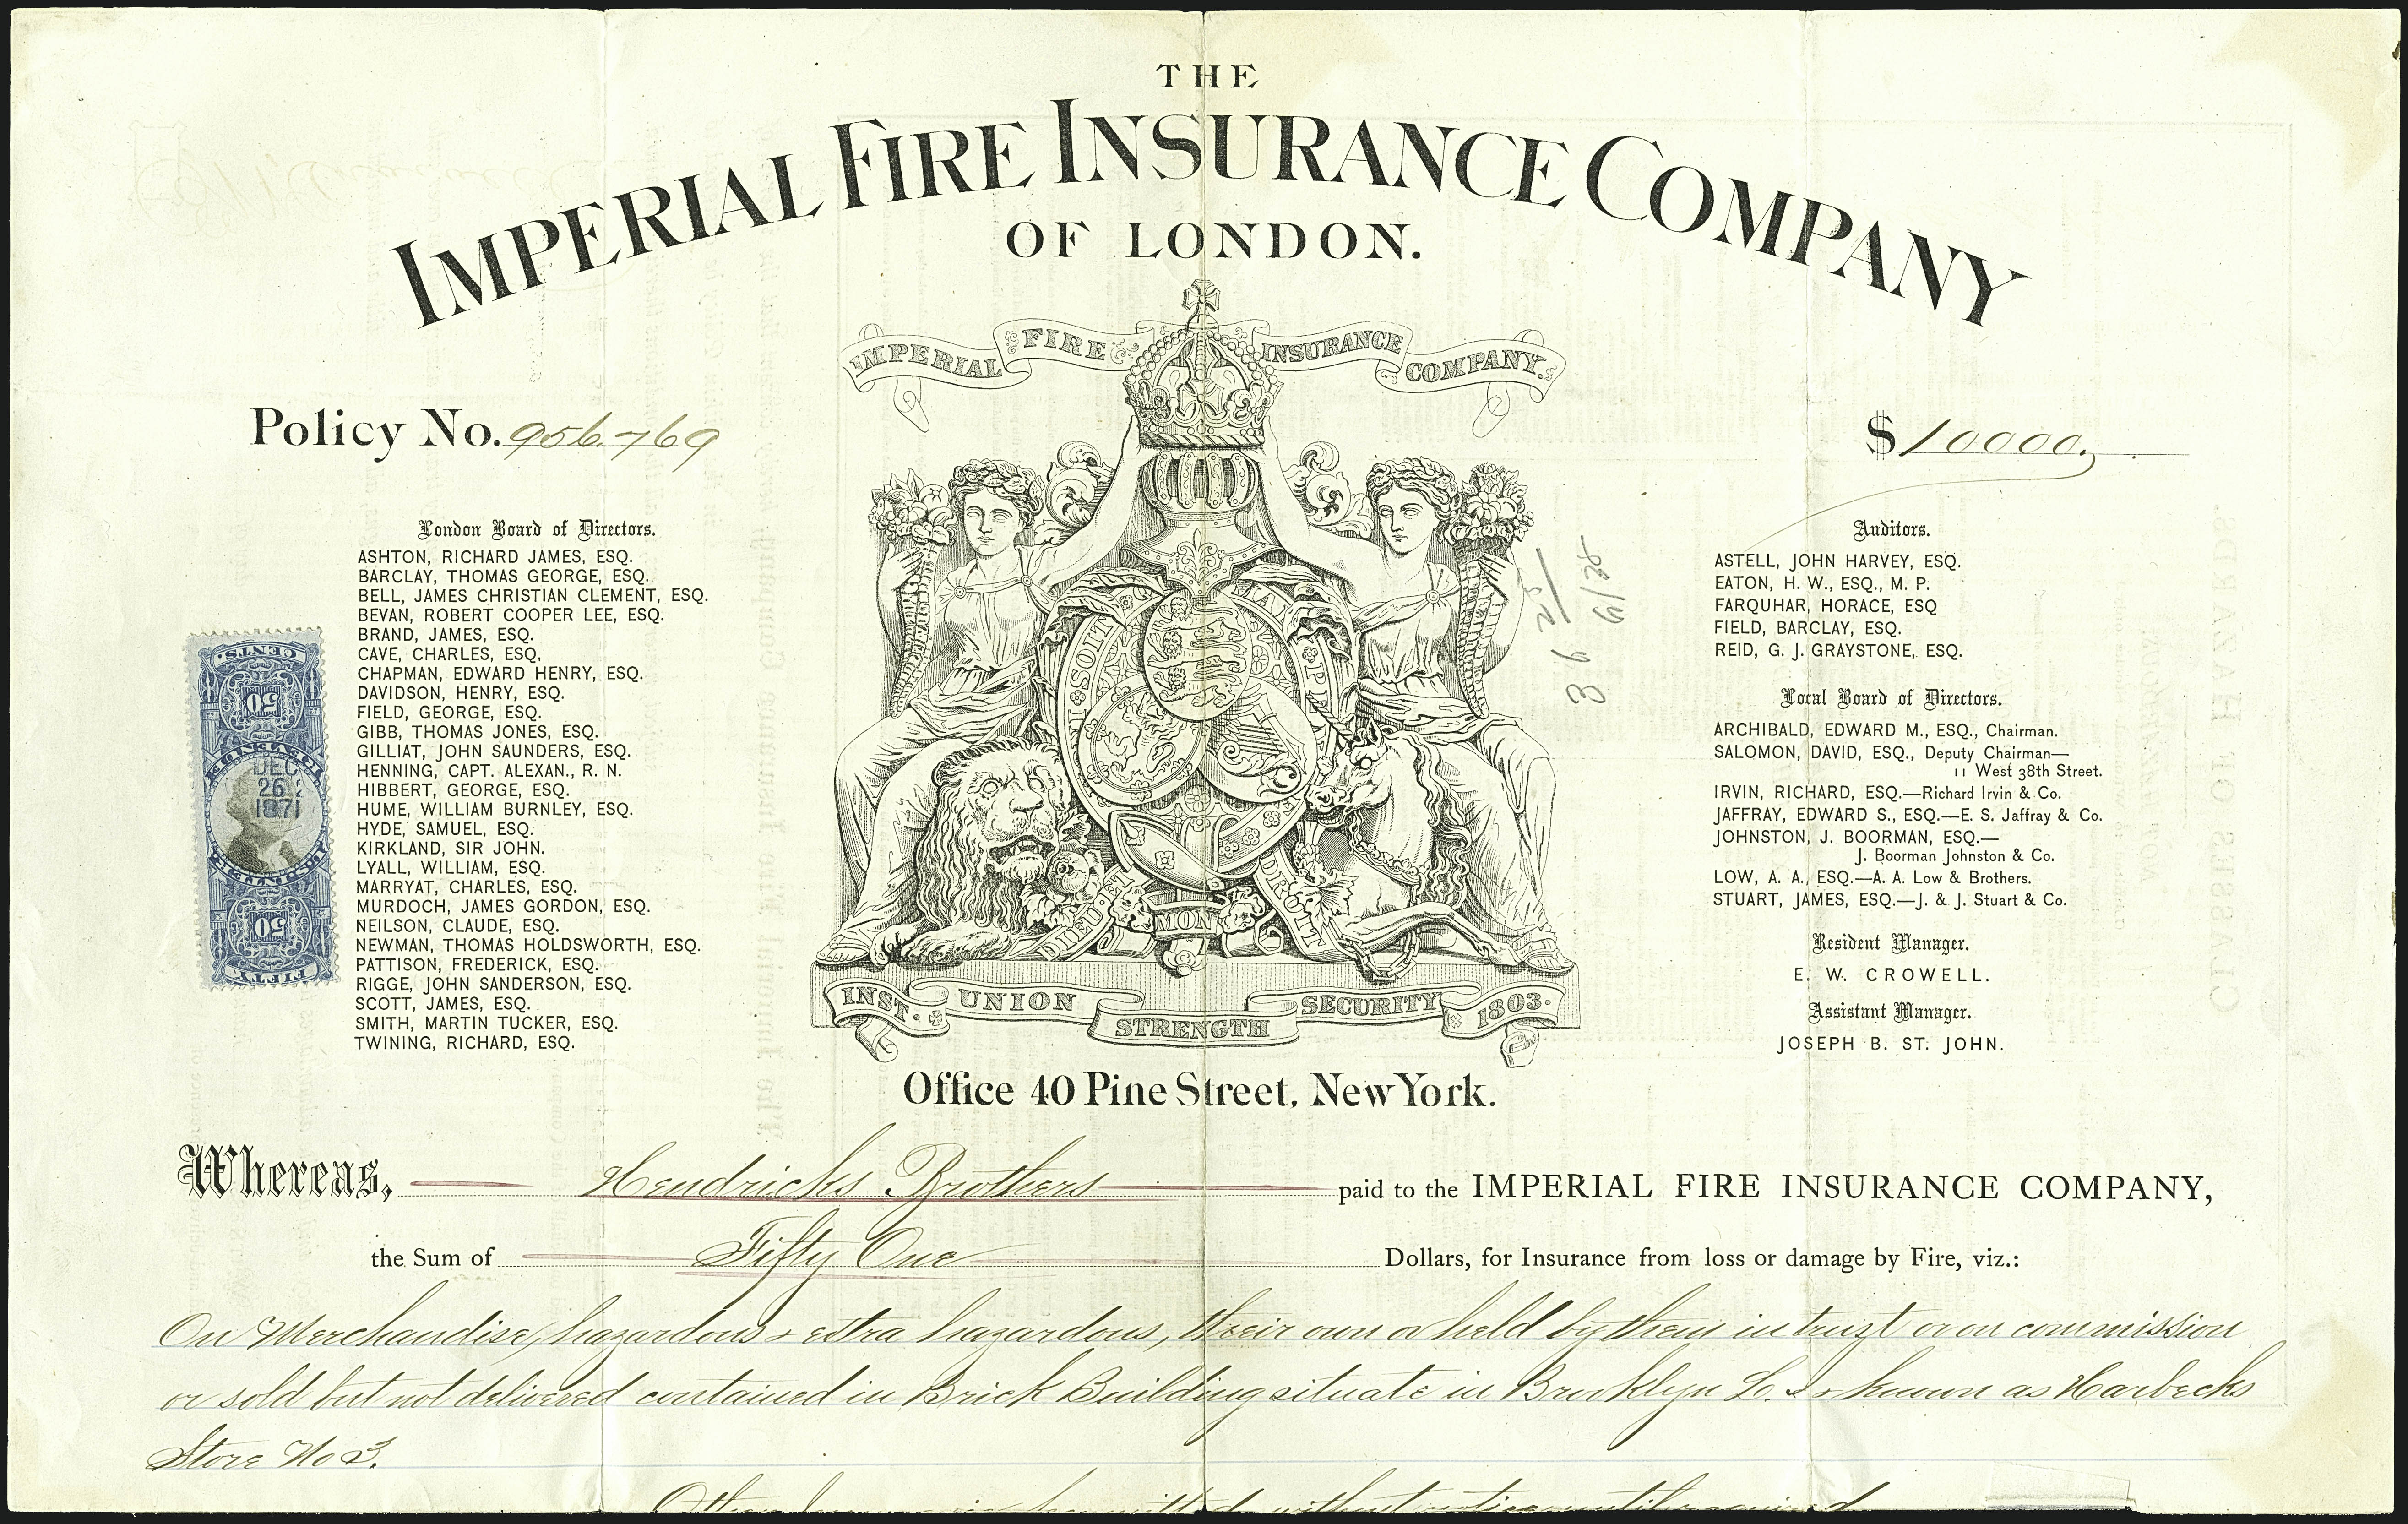 THE
IMPERIAL FIRE INSURANCE COMPANY
OF LONDON.
IMPERIAL FIRE INSURANCE COMPANY.
Policy No. 956.769
$10000.
London Board of Directors.
ASHTON, RICHARD JAMES, ESQ.
BARCLAY, THOMAS GEORGE, ESQ.
BELL, JAMES CHRISTIAN CLEMENT, ESQ.
BEVAN, ROBERT COOPER LEE, ESQ.
BRAND, JAMES, ESQ.
CAVE, CHARLES, ESQ.
CHAPMAN, EDWARD HENRY, ESQ.
DAVIDSON, HENRY, ESQ.
FIELD, GEORGE, ESQ.
GIBB, THOMAS JONES, ESQ.
GILLIAT, JOHN SAUNDERS, ESQ.
HENNING, CAPT. ALEXAN., R. N.
HIBBERT, GEORGE, ESQ.
HUME, WILLIAM BURNLEY, ESQ.
HYDE, SAMUEL, ESQ.
KIRKLAND, SIR JOHN.
LYALL, WILLIAM, ESQ.
MARRYAT, CHARLES, ESQ.
MURDOCH, JAMES GORDON, ESQ.
NEILSON, CLAUDE, ESQ.
NEWMAN, THOMAS HOLDSWORTH, ESQ.
PATTISON, FREDERICK, ESQ.
RIGGE, JOHN SANDERSON, ESQ.
SCOTT, JAMES, ESQ.
SMITH, MARTIN TUCKER, ESQ.
TWINING, RICHARD, ESQ.
CENTS
50
REVENUE
DEC
26
1871
50
FIFTY
SOIT
MAL Y
PENSE
DIEU ET
MON
DROIT
INST. UNION STRENGTH SECURITY 1803.
Auditors.
ASTELL, JOHN HARVEY, ESQ.
EATON, H. W., ESQ., M. P.
FARQUHAR, HORACE, ESQ
FIELD, BARCLAY, ESQ.
REID, G. J. GRAYSTONE, ESQ.
Local Board of Directors.
ARCHIBALD, EDWARD M., ESQ., Chairman.
SALOMON, DAVID, ESQ., Deputy Chairman—
11 West 38th Street.
IRVIN, RICHARD, ESQ.—Richard Irvin & Co.
JAFFRAY, EDWARD S., ESQ.—E. S. Jaffray & Co.
JOHNSTON, J. BOORMAN, ESQ.—
J. Boorman Johnston & Co.
LOW, A. A., ESQ.—A. A. Low & Brothers.
STUART, JAMES, ESQ.—J. & J. Stuart & Co.
Resident Manager.
E. W. CROWELL.
Assistant Manager.
JOSEPH B. ST. JOHN.
Office 40 Pine Street, New York.
Whereas, Hendricks Brothers paid to the IMPERIAL FIRE INSURANCE COMPANY,
the Sum of Fifty One Dollars, for Insurance from loss or damage by Fire, viz.:
On Merchandise, hazardous & extra hazardous, their own or held by them in trust or on commission
or sold but not delivered contained in Brick Building situate in Brooklyn L. I. & known as Harbecks
Store No 3.